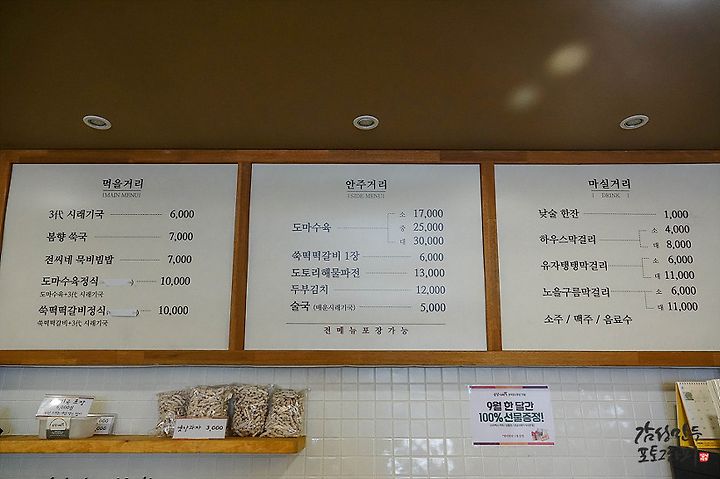 먹을거리
[MAIN MENU]
3代 시래기국 6,000
봄향 쑥국 7,000
전씨네 묵비빔밥 7,000
도마수육정식 10,000
도마수육+3代 시래기국
쑥떡떡갈비정식 10,000
쑥떡떡갈비+3代 시래기국
안주거리
[SIDE MENU]
도마수육 소 17,000
중 25,000
대 30,000
쑥떡떡갈비 1장 6,000
도토리해물파전 13,000
두부김치 12,000
술국 (매운시래기국) 5,000
전메뉴포장가능
마실거리
[DRINK]
낮술 한잔 1,000
하우스막걸리 소 4,000
대 8,000
유자탱탱막걸리 소 6,000
대 11,000
노을구름막걸리 소 6,000
대 11,000
소주 / 맥주 / 음료수
3,000
9월 한 달간
100% 선물증정!
감성만두